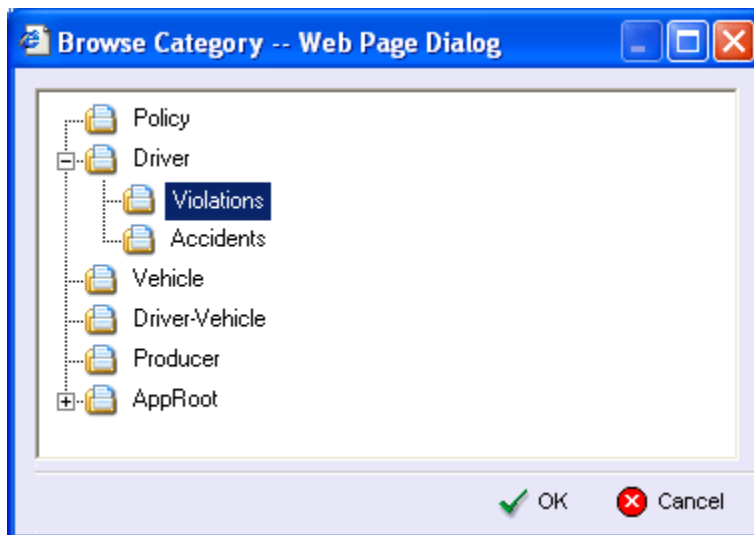 Browse Category -- Web Page Dialog
Policy
Driver
Violations
Accidents
Vehicle
Driver-Vehicle
Producer
AppRoot
OK Cancel